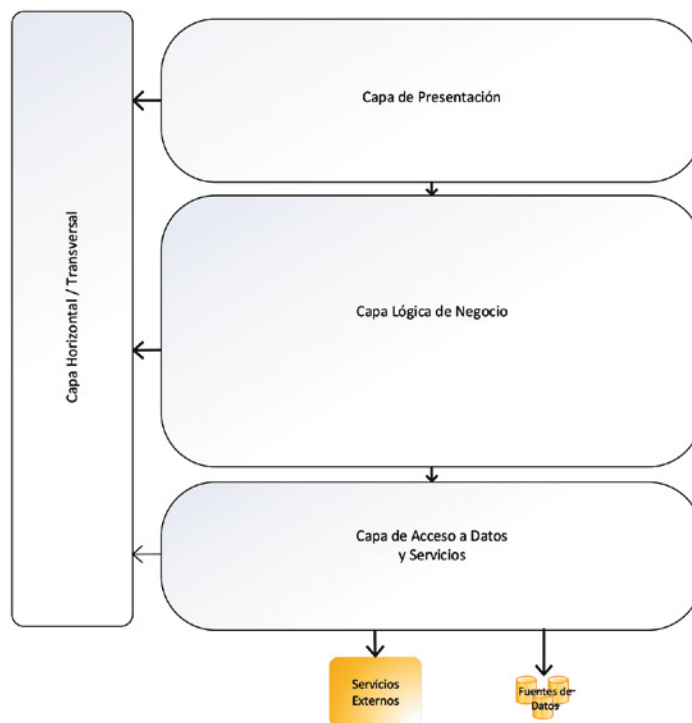 Capa Horizontal / Transversal
Capa de Presentación
Capa Lógica de Negocio
Capa de Acceso a Datos
y Servicios
Servicios
Externos
Fuentes de
Datos